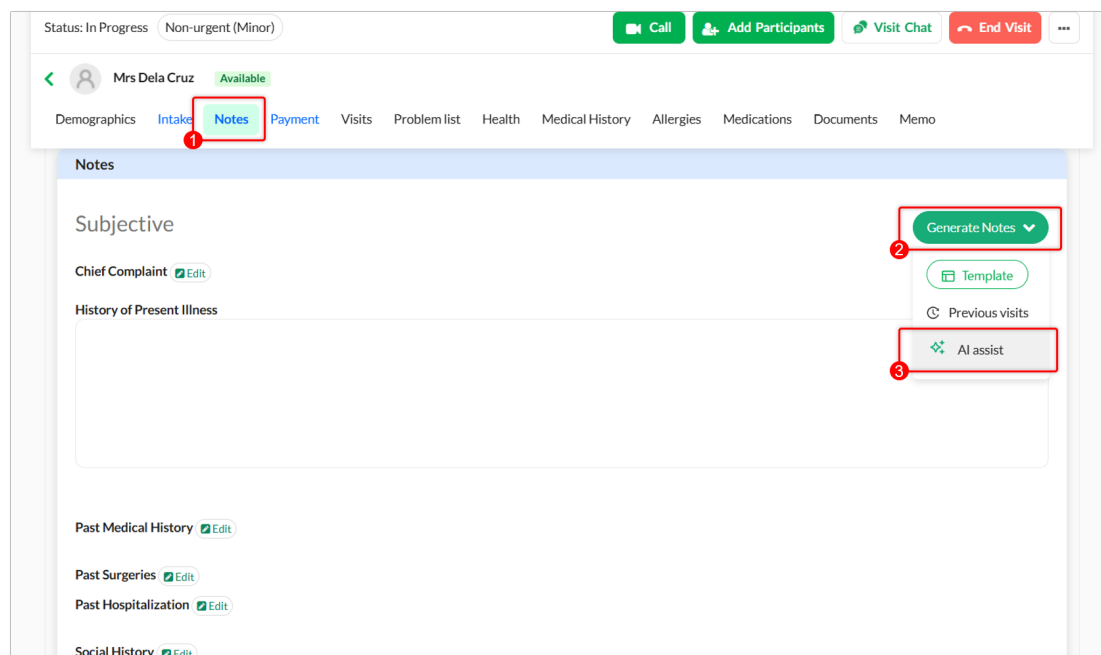 Status: In Progress Non-urgent (Minor) Call Add Participants Visit Chat End Visit
Mrs Dela Cruz Available
Demographics Intake Notes Payment Visits Problem list Health Medical History Allergies Medications Documents Memo
1
Notes
Subjective
Generate Notes
2
Chief Complaint Edit
Template
History of Present Illness
Previous visits
AI assist
3
Past Medical History Edit
Past Surgeries Edit
Past Hospitalization Edit
Social History Edit